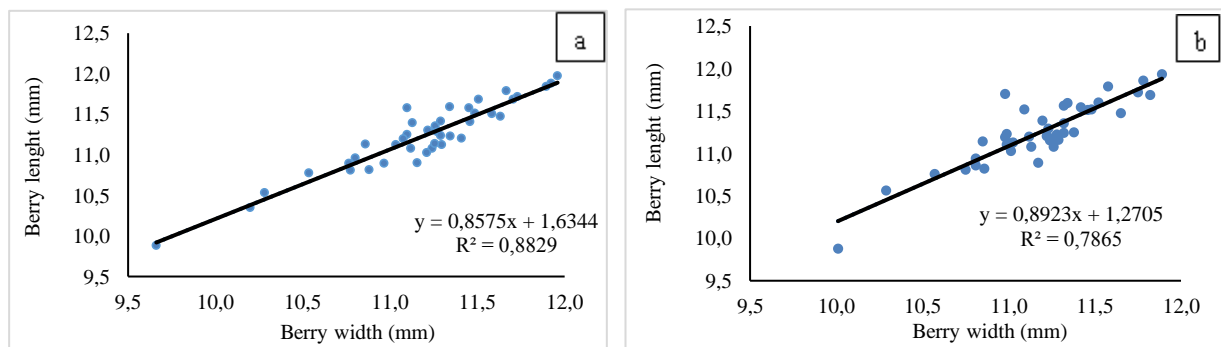 a
12,5
12,0
11,5
11,0
10,5
10,0
9,5
Berry lenght (mm)
y = 0,8575x + 1,6344
R² = 0,8829
9,5 10,0 10,5 11,0 11,5 12,0
Berry width (mm)
b
12,5
12,0
11,5
11,0
10,5
10,0
9,5
Berry lenght (mm)
y = 0,8923x + 1,2705
R² = 0,7865
9,5 10,0 10,5 11,0 11,5 12,0
Berry width (mm)